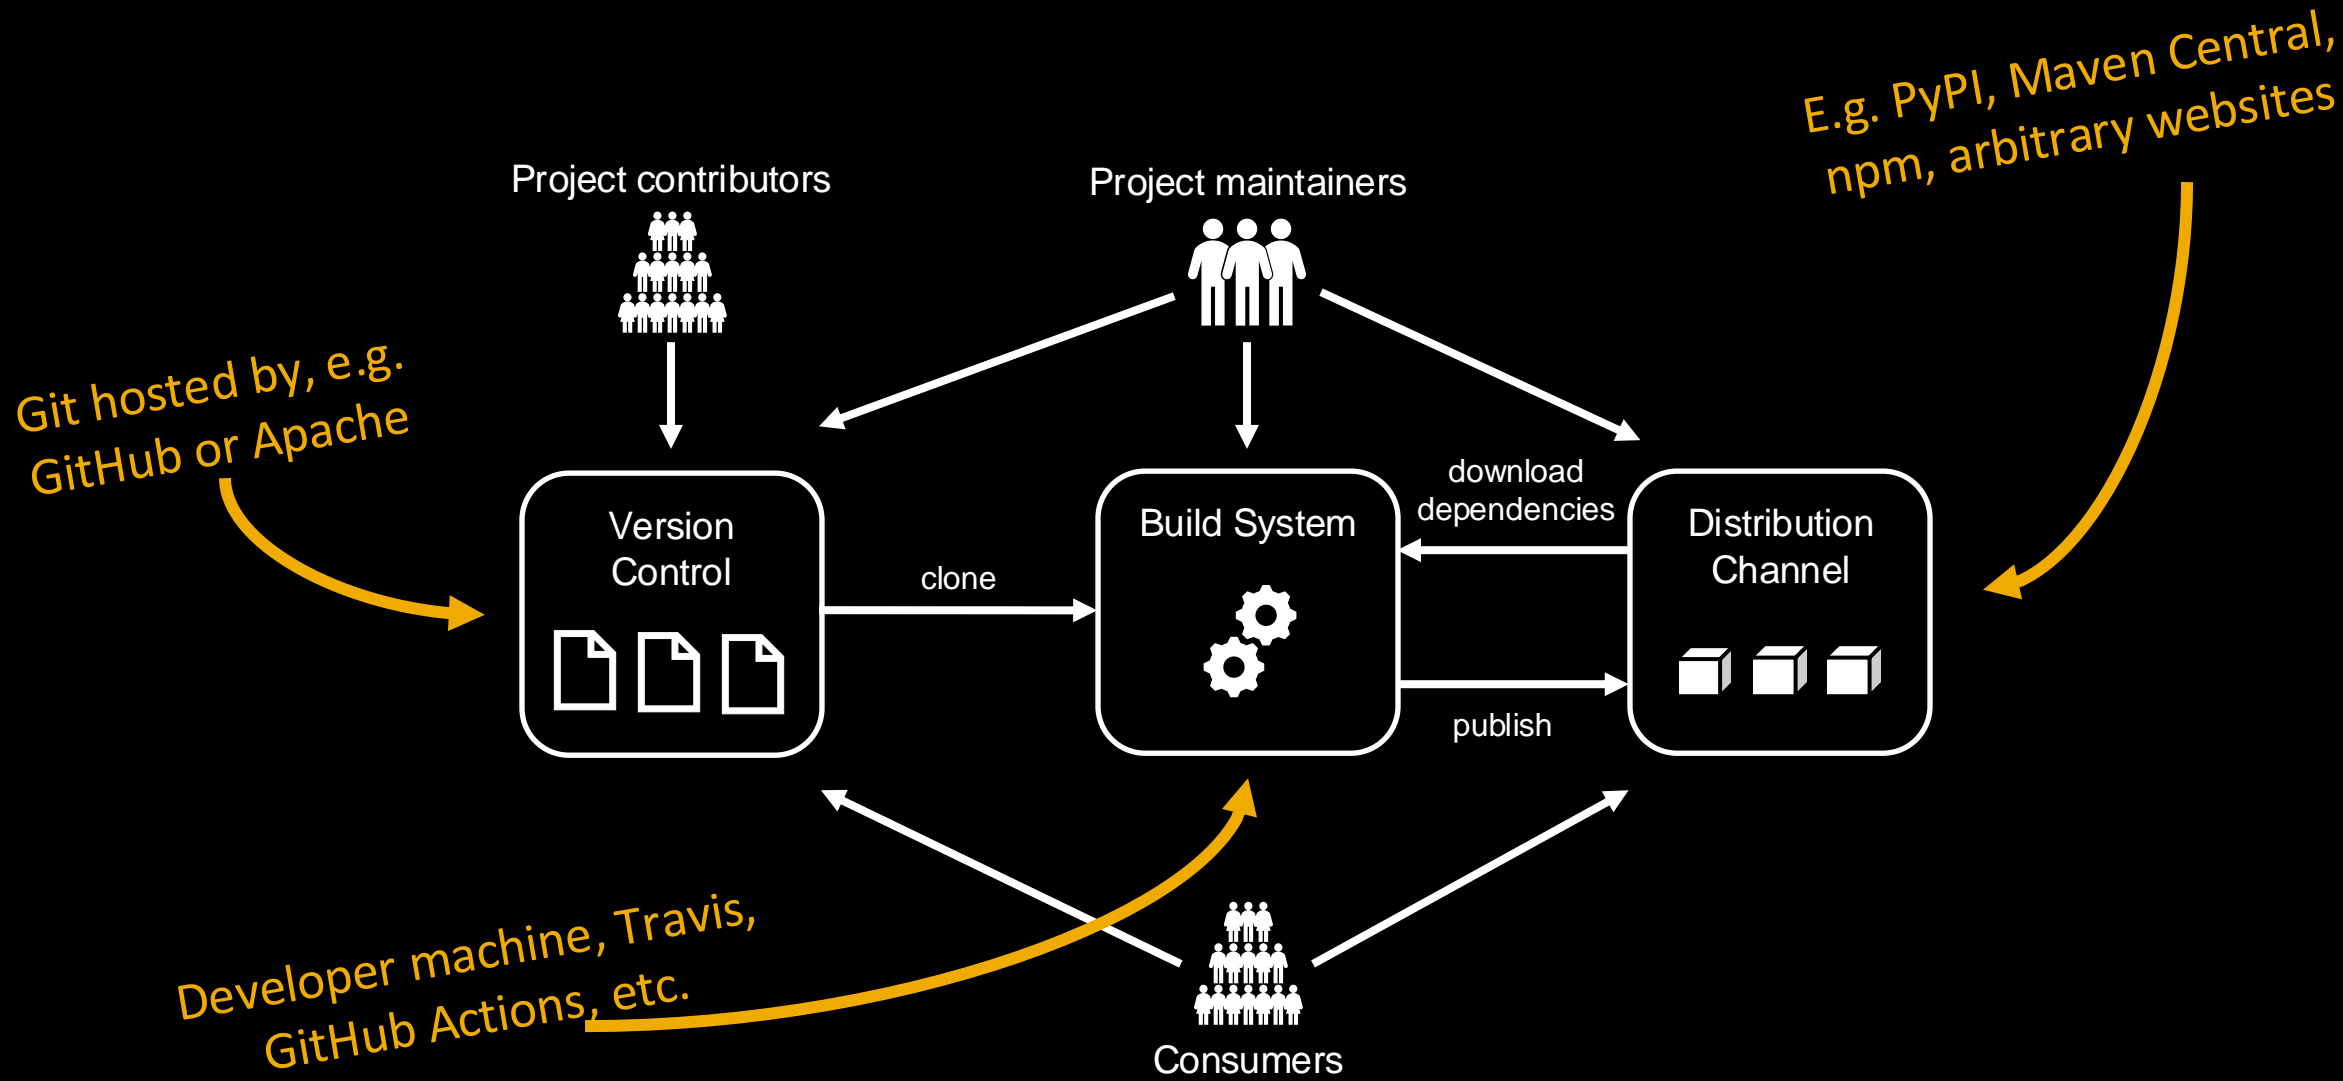 E.g. PyPI, Maven Central,
npm, arbitrary websites
Project contributors
Project maintainers
Git hosted by, e.g.
GitHub or Apache
Version
Control
clone
Build System
download
dependencies
publish
Distribution
Channel
Developer machine, Travis,
GitHub Actions, etc.
Consumers